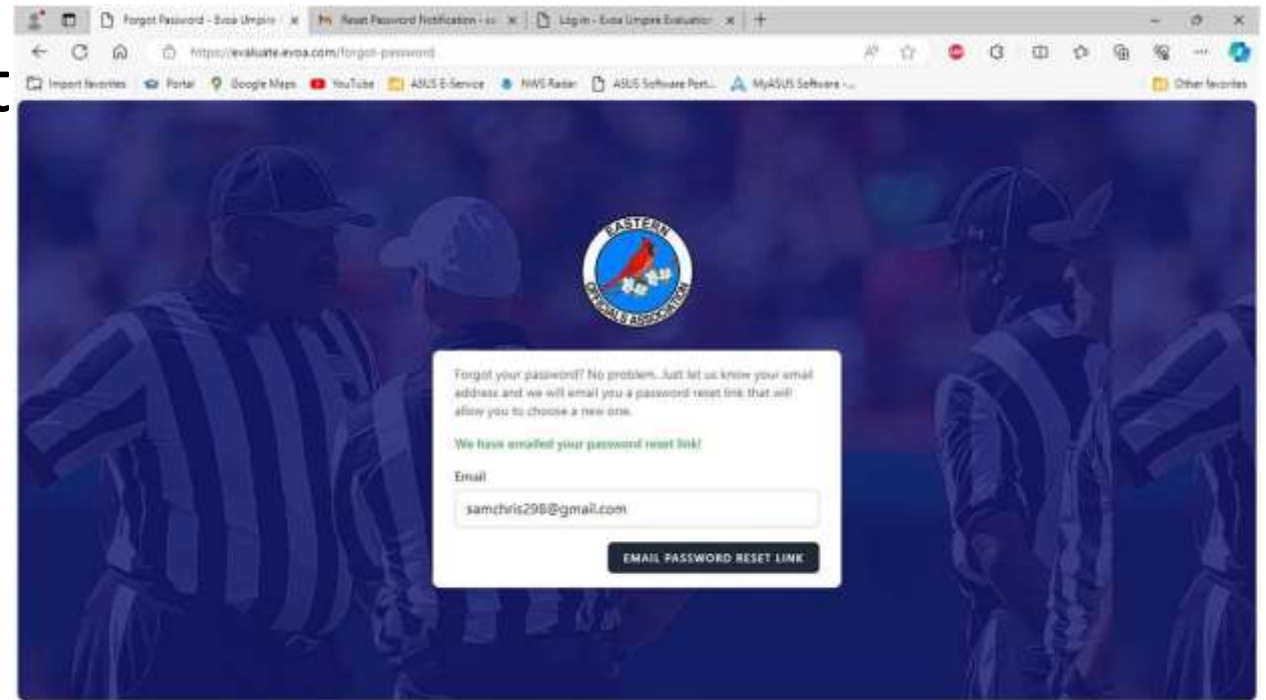 Forgot Password - Evoa Umpire
Reset Password Notification -
Log in - Evoa Umpire Evaluation
https://evaluate.evoa.com/forgot-password
Import favorites
Portal
Google Maps
YouTube
ASUS E-Service
NWS Radar
ASUS Software Port...
MyASUS Software -...
Other favorites
t
EASTERN
OFFICIALS ASSOCIATION
Forgot your password? No problem. Just let us know your email
address and we will email you a password reset link that will
allow you to choose a new one.
We have emailed your password reset link!
Email
samchris298@gmail.com
EMAIL PASSWORD RESET LINK